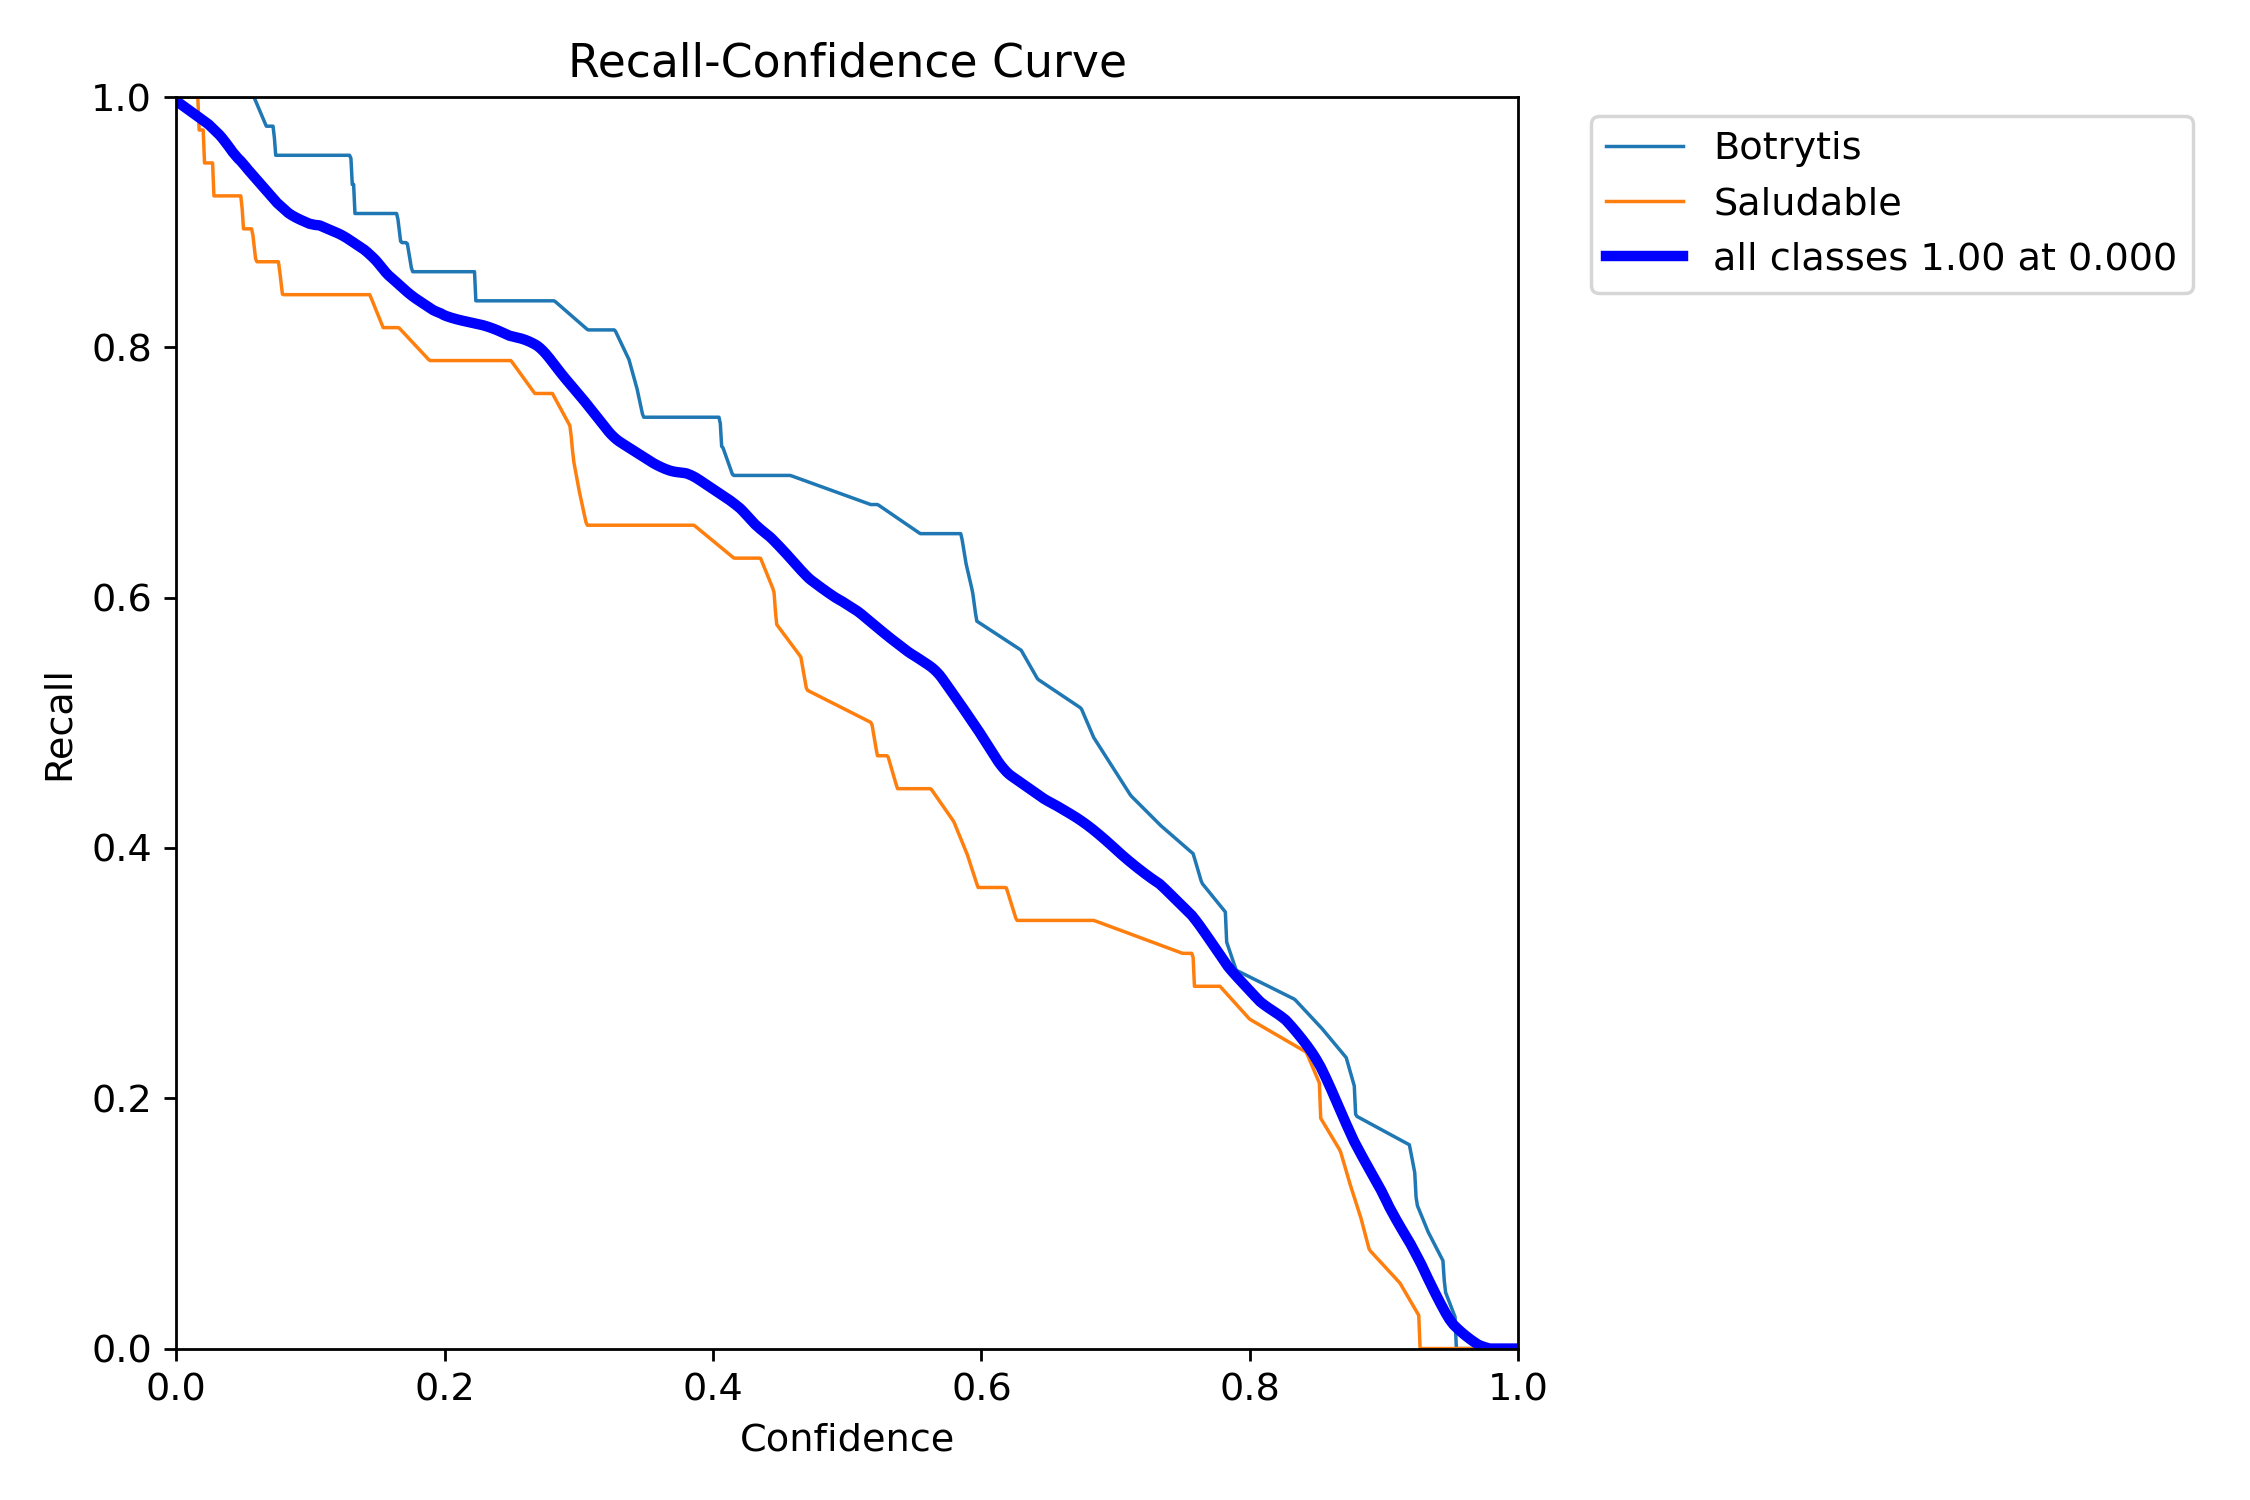 Recall-Confidence Curve
Botrytis
Saludable
all classes 1.00 at 0.000
1.0
0.8
0.6
0.4
0.2
0.0
Recall
0.0 0.2 0.4 0.6 0.8 1.0
Confidence